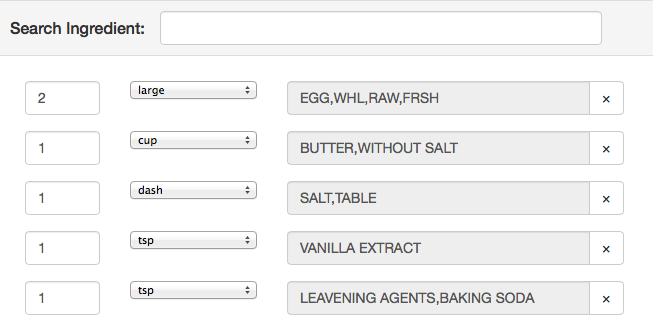 Search Ingredient:
2 large EGG,WHL,RAW,FRSH ×
1 cup BUTTER,WITHOUT SALT ×
1 dash SALT,TABLE ×
1 tsp VANILLA EXTRACT ×
1 tsp LEAVENING AGENTS,BAKING SODA ×